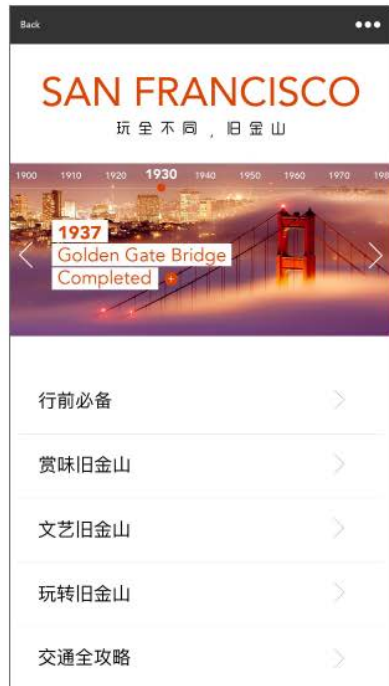 Back
SAN FRANCISCO
玩全不同,旧金山
1900 1910 1920 1930 1940 1950 1960 1970 198
1937
Golden Gate Bridge
Completed
行前必备
赏味旧金山
文艺旧金山
玩转旧金山
交通全攻略